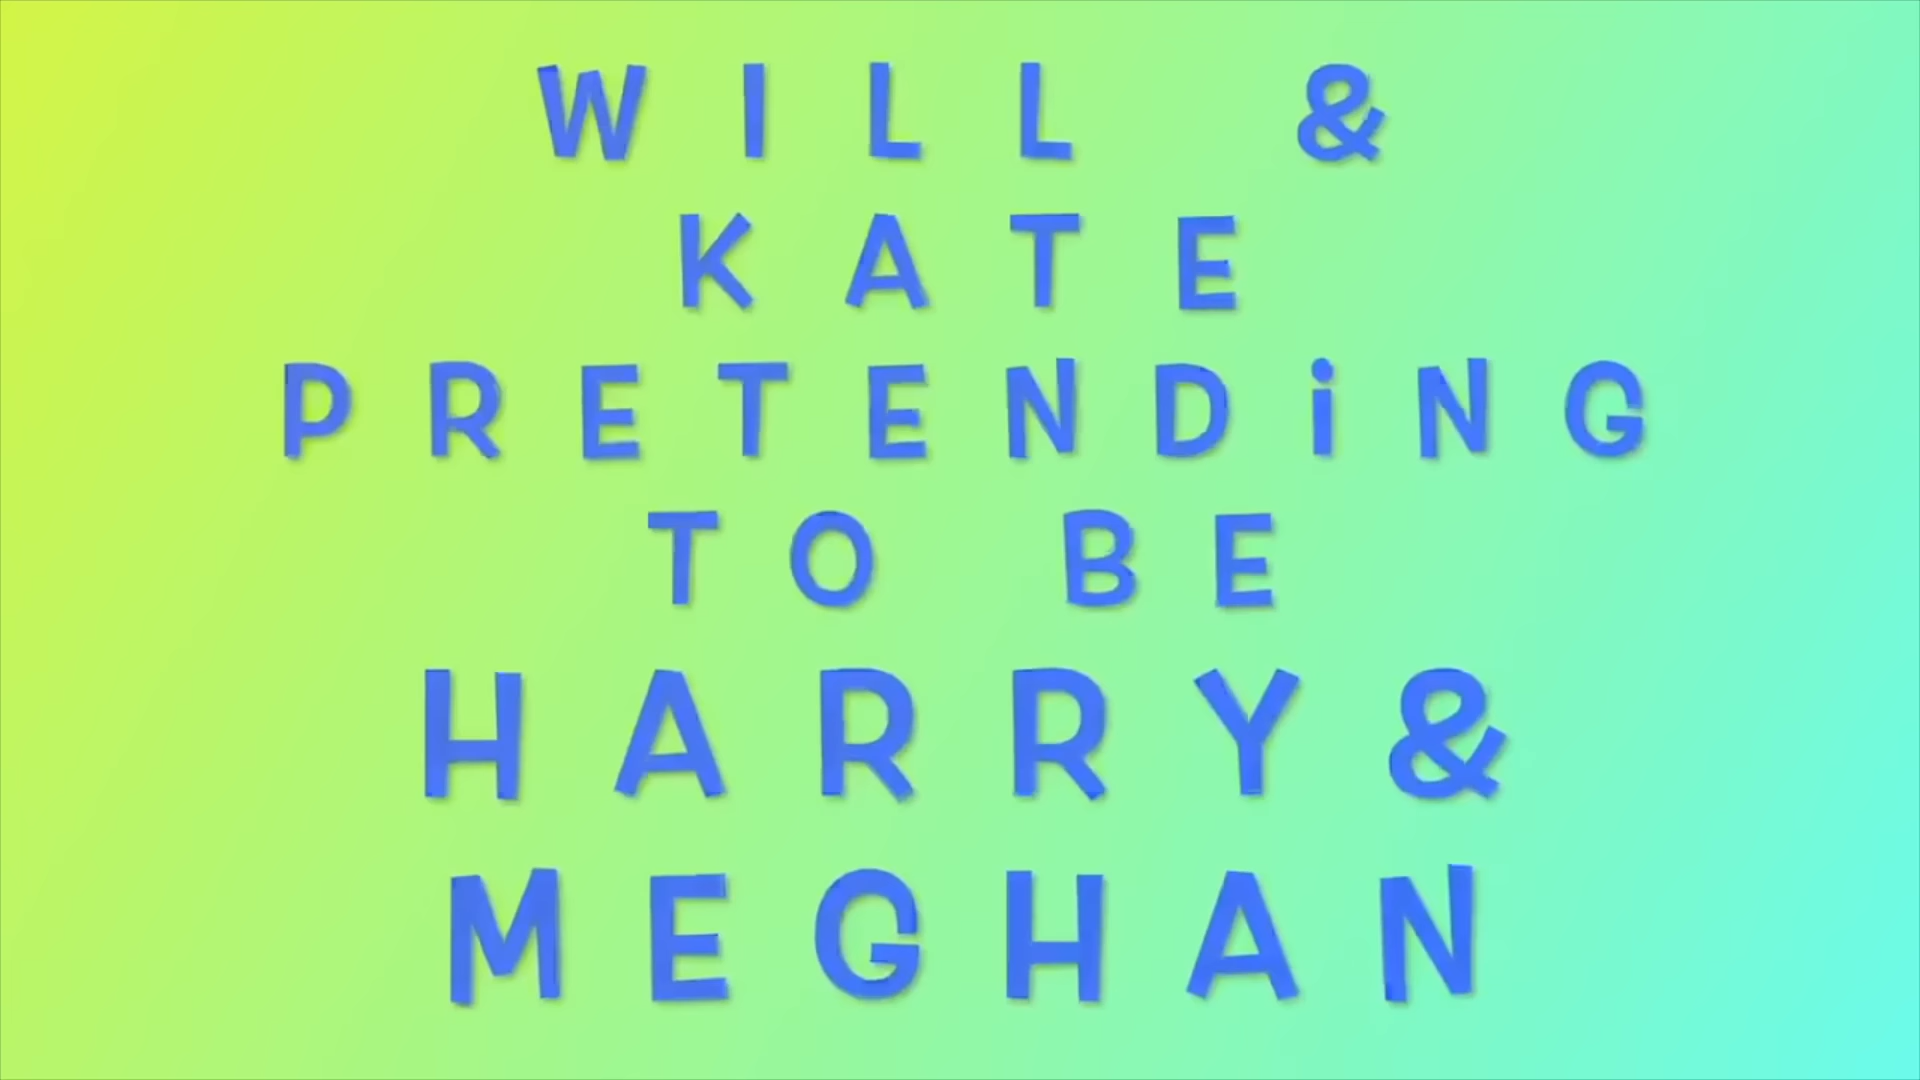 WILL &
KATE
PRETENDiNG
TO BE
HARRY&
MEGHAN